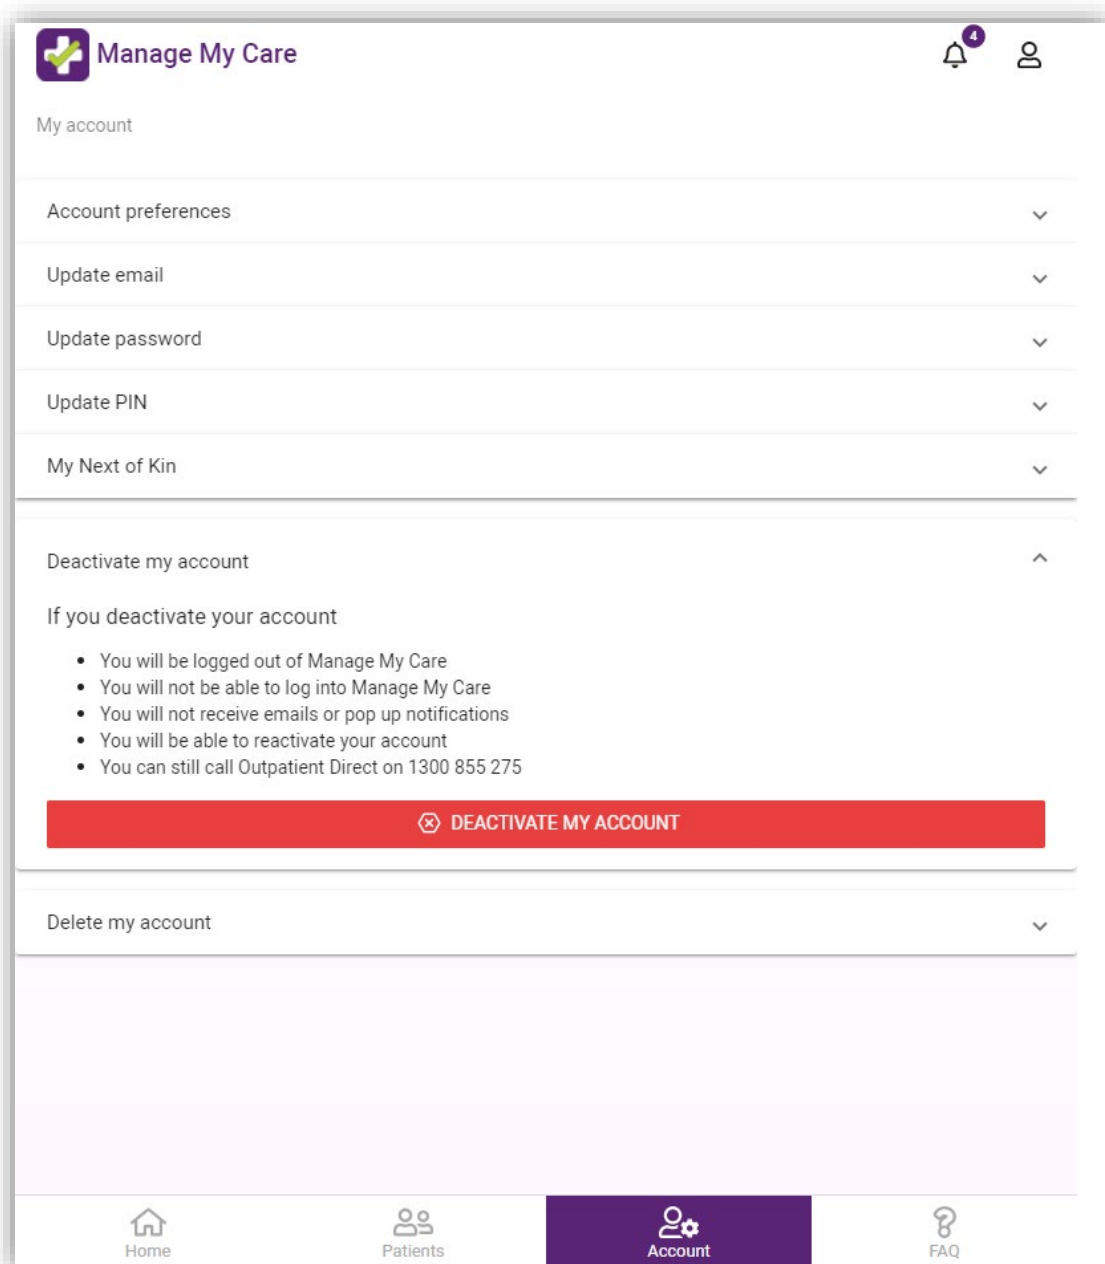 Manage My Care
4
My account
Account preferences
Update email
Update password
Update PIN
My Next of Kin
Deactivate my account
If you deactivate your account
• You will be logged out of Manage My Care
• You will not be able to log into Manage My Care
• You will not receive emails or pop up notifications
• You will be able to reactivate your account
• You can still call Outpatient Direct on 1300 855 275
DEACTIVATE MY ACCOUNT
Delete my account
Home Patients Account FAQ